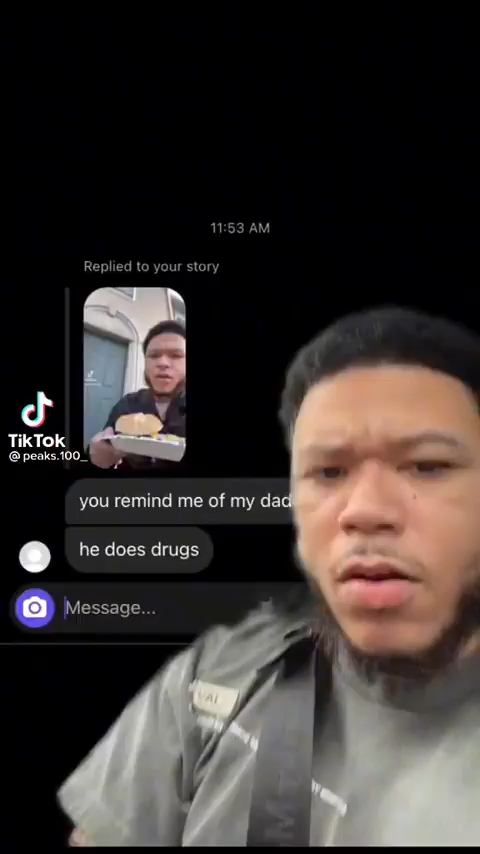 11:53 AM
Replied to your story
TikTok
@ peaks.100_
you remind me of my dad
he does drugs
Message...